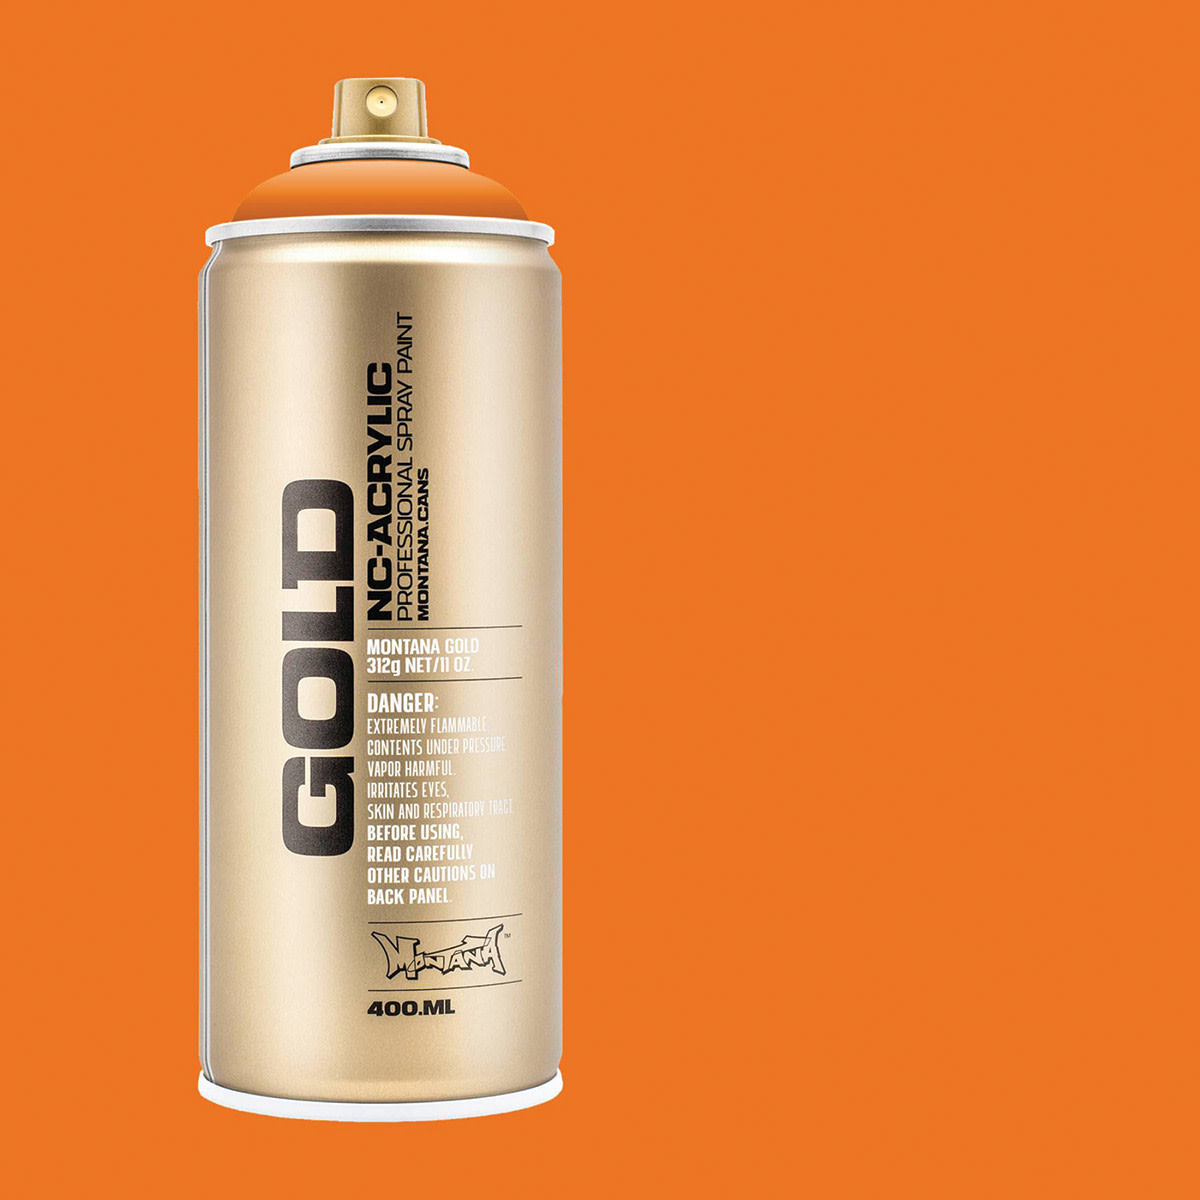 GOLD
NC-ACRYLIC
PROFESSIONAL SPRAY PAINT
MONTANA.CANS
MONTANA GOLD
312g NET/11 OZ.
DANGER:
EXTREMELY FLAMMABLE
CONTENTS UNDER PRESSURE.
VAPOR HARMFUL.
IRRITATES EYES,
SKIN AND RESPIRATORY TRACT.
BEFORE USING,
READ CAREFULLY
OTHER CAUTIONS ON
BACK PANEL.
MONTANA™
400.ML